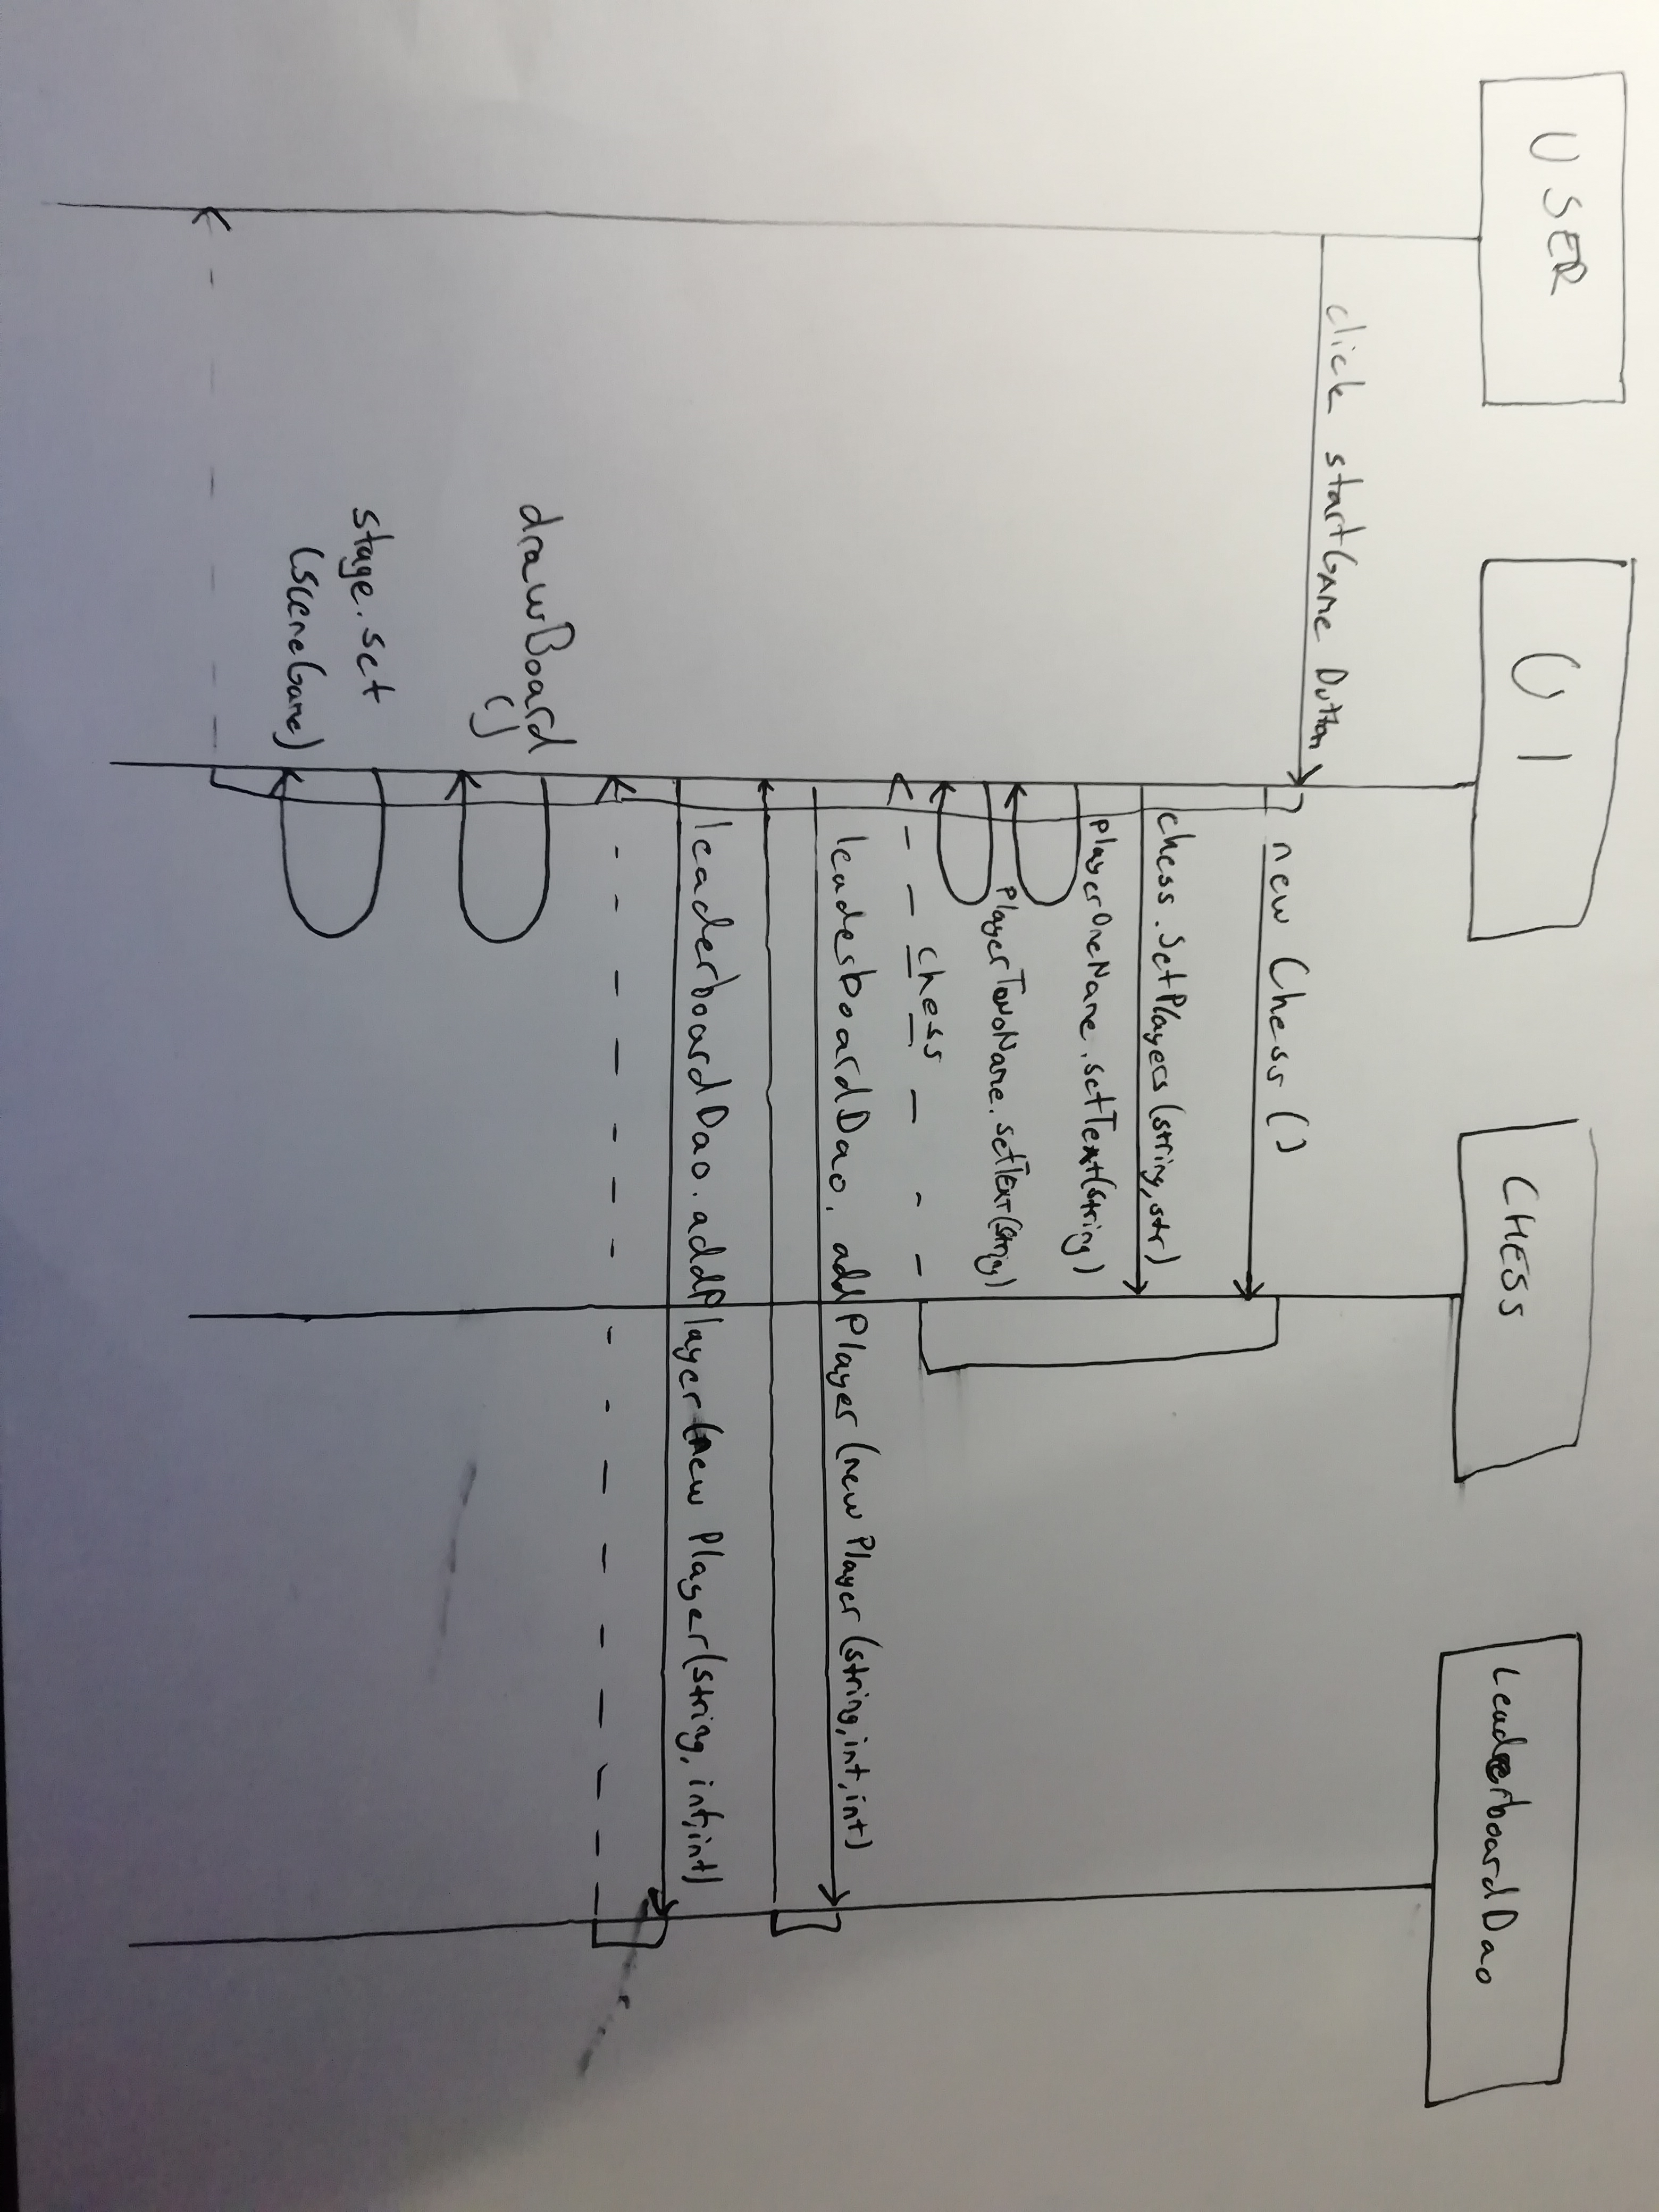 USER
UI
CHESS
LeaderboardDao
click startGame Button
new Chess ()
chess.SetPlayers (string, str)
playerOneName.setText(string)
PlayerTwoName.setText(string)
chess
leaderboardDao. addPlayer (new Player (string, int, int)
leaderboardDao.addPlayer (new Player (string, int, int)
drawBoard
()
stage.set
(sceneGame)